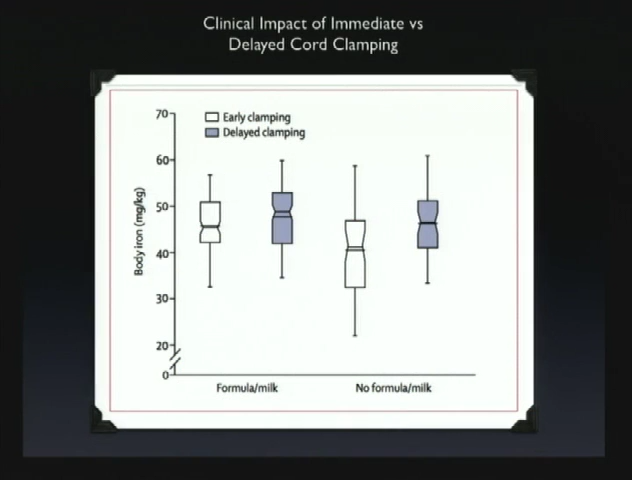 Clinical Impact of Immediate vs
Delayed Cord Clamping
70
Early clamping
Delayed clamping
60
50
40
30
20
0
Body iron (mg/kg)
Formula/milk
No formula/milk